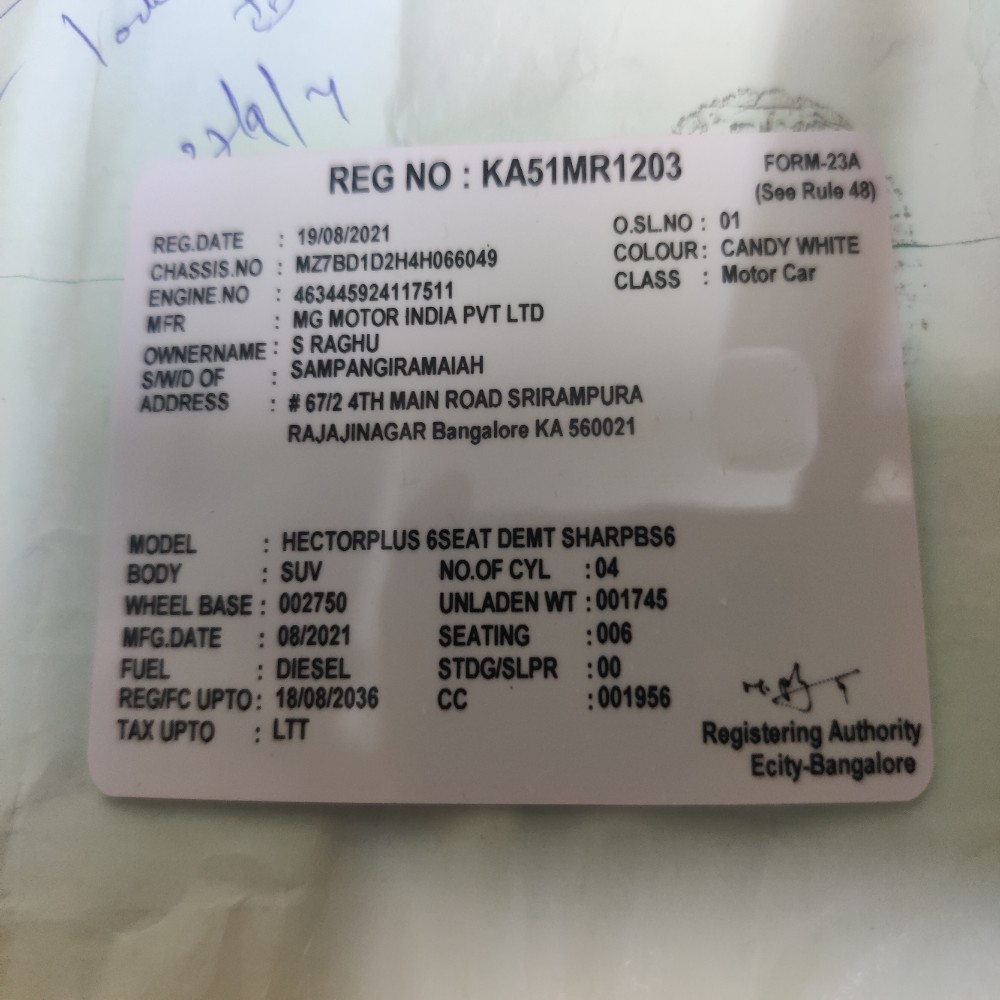 REG NO : KA51MR1203
FORM-23A
(See Rule 48)
REG.DATE : 19/08/2021
O.SL.NO : 01
CHASSIS.NO : MZ7BD1D2H4H066049
COLOUR : CANDY WHITE
ENGINE.NO : 463445924117511
CLASS : Motor Car
MFR : MG MOTOR INDIA PVT LTD
OWNERNAME : S RAGHU
S/W/D OF : SAMPANGIRAMAIAH
ADDRESS : # 67/2 4TH MAIN ROAD SRIRAMPURA
RAJAJINAGAR Bangalore KA 560021
MODEL : HECTORPLUS 6SEAT DEMT SHARPBS6
BODY : SUV NO.OF CYL : 04
WHEEL BASE : 002750 UNLADEN WT : 001745
MFG.DATE : 08/2021 SEATING : 006
FUEL : DIESEL STDG/SLPR : 00
REG/FC UPTO : 18/08/2036 CC : 001956
TAX UPTO : LTT
Registering Authority
Ecity-Bangalore